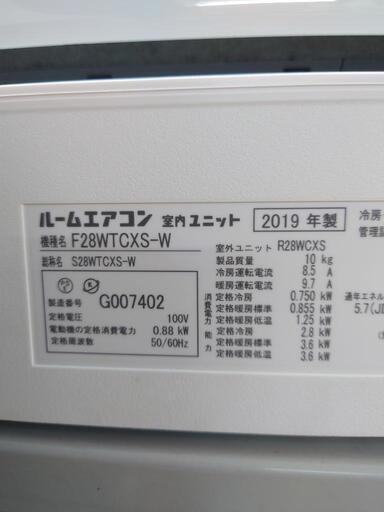 ルームエアコン 室内ユニット 2019 年製
機種名 F28WTCXS-W
総称名 S28WTCXS-W
製造番号 G007402
定格電圧 100V
電動機の定格消費電力 0.88 kW
定格周波数 50/60Hz
室外ユニット R28WCXS
製品質量 10 kg
冷房運転電流 8.5 A
暖房運転電流 9.7 A
消費電力 定格冷房 0.750 kW
定格暖房標準 0.855 kW
定格暖房低温 1.25 kW
能力 定格冷房 2.8 kW
定格暖房標準 3.6 kW
定格暖房低温 3.6 kW
冷房
管理
通年エネル
5.7(JI